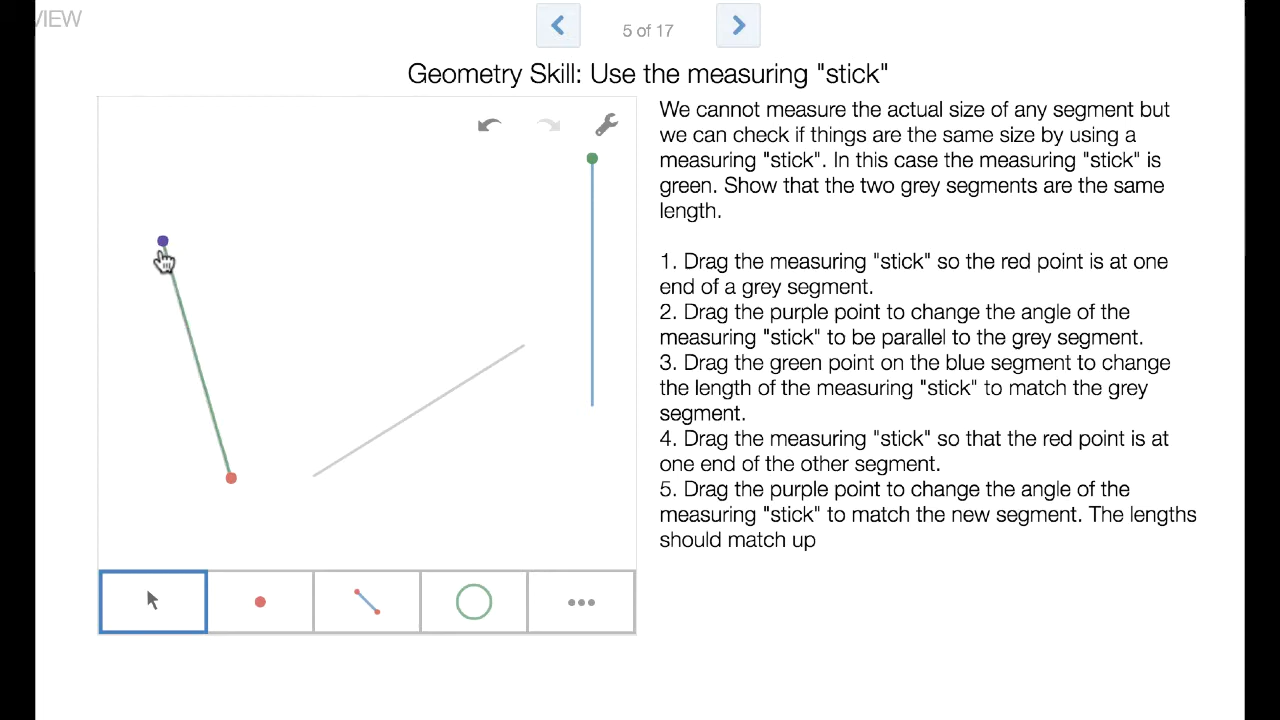 VIEW
5 of 17
Geometry Skill: Use the measuring "stick"
We cannot measure the actual size of any segment but
we can check if things are the same size by using a
measuring "stick". In this case the measuring "stick" is
green. Show that the two grey segments are the same
length.
1. Drag the measuring "stick" so the red point is at one
end of a grey segment.
2. Drag the purple point to change the angle of the
measuring "stick" to be parallel to the grey segment.
3. Drag the green point on the blue segment to change
the length of the measuring "stick" to match the grey
segment.
4. Drag the measuring "stick" so that the red point is at
one end of the other segment.
5. Drag the purple point to change the angle of the
measuring "stick" to match the new segment. The lengths
should match up